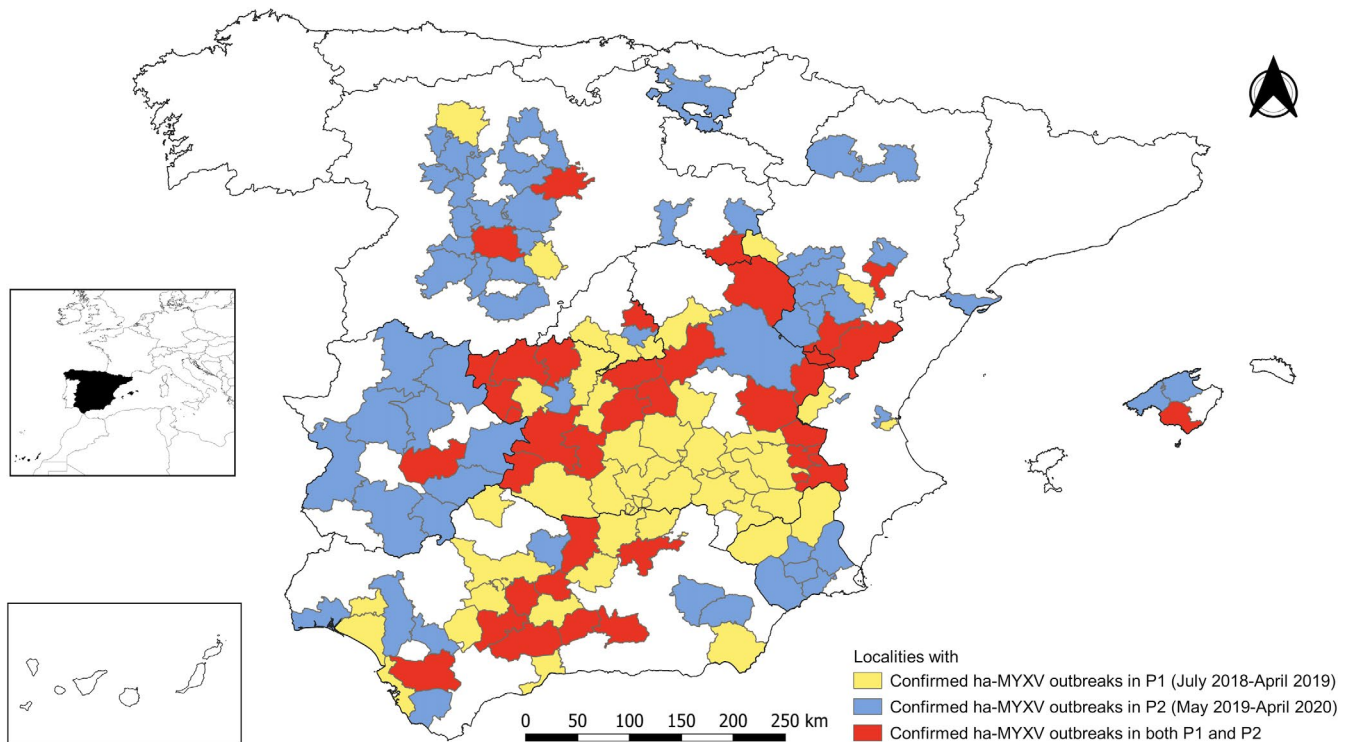 Localities with
Confirmed ha-MYXV outbreaks in P1 (July 2018-April 2019)
Confirmed ha-MYXV outbreaks in P2 (May 2019-April 2020)
Confirmed ha-MYXV outbreaks in both P1 and P2
0 50 100 150 200 250 km